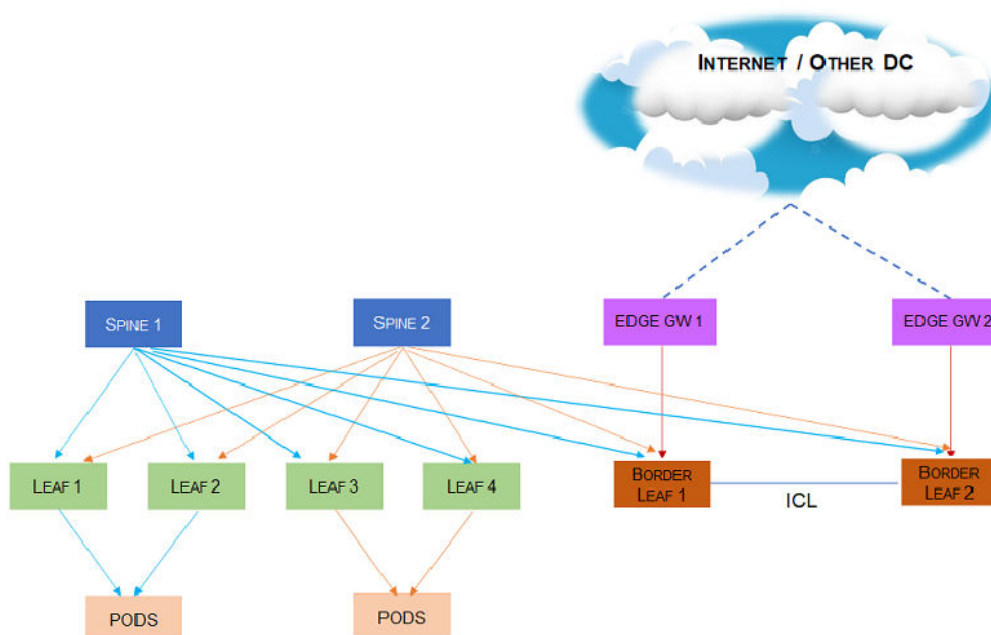 INTERNET / OTHER DC
SPINE 1
SPINE 2
EDGE GW 1
EDGE GW 2
LEAF 1
LEAF 2
LEAF 3
LEAF 4
BORDER
LEAF 1
BORDER
LEAF 2
ICL
PODS
PODS